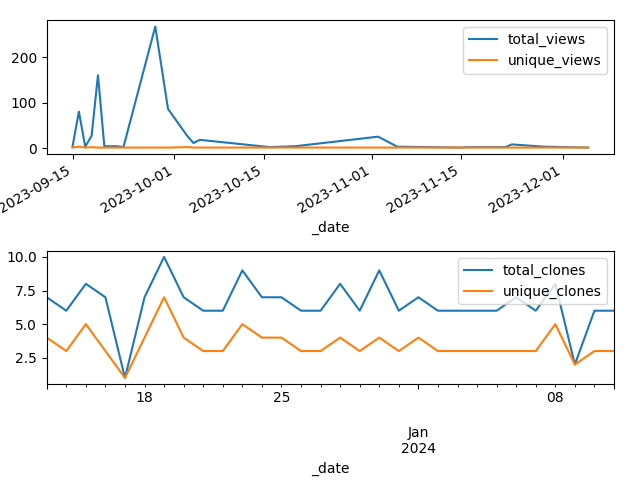 200
100
0
total_views
unique_views
2023-09-15
2023-10-01
2023-10-15
2023-11-01
2023-11-15
2023-12-01
_date
10.0
7.5
5.0
2.5
total_clones
unique_clones
18
25
08
Jan
2024
_date